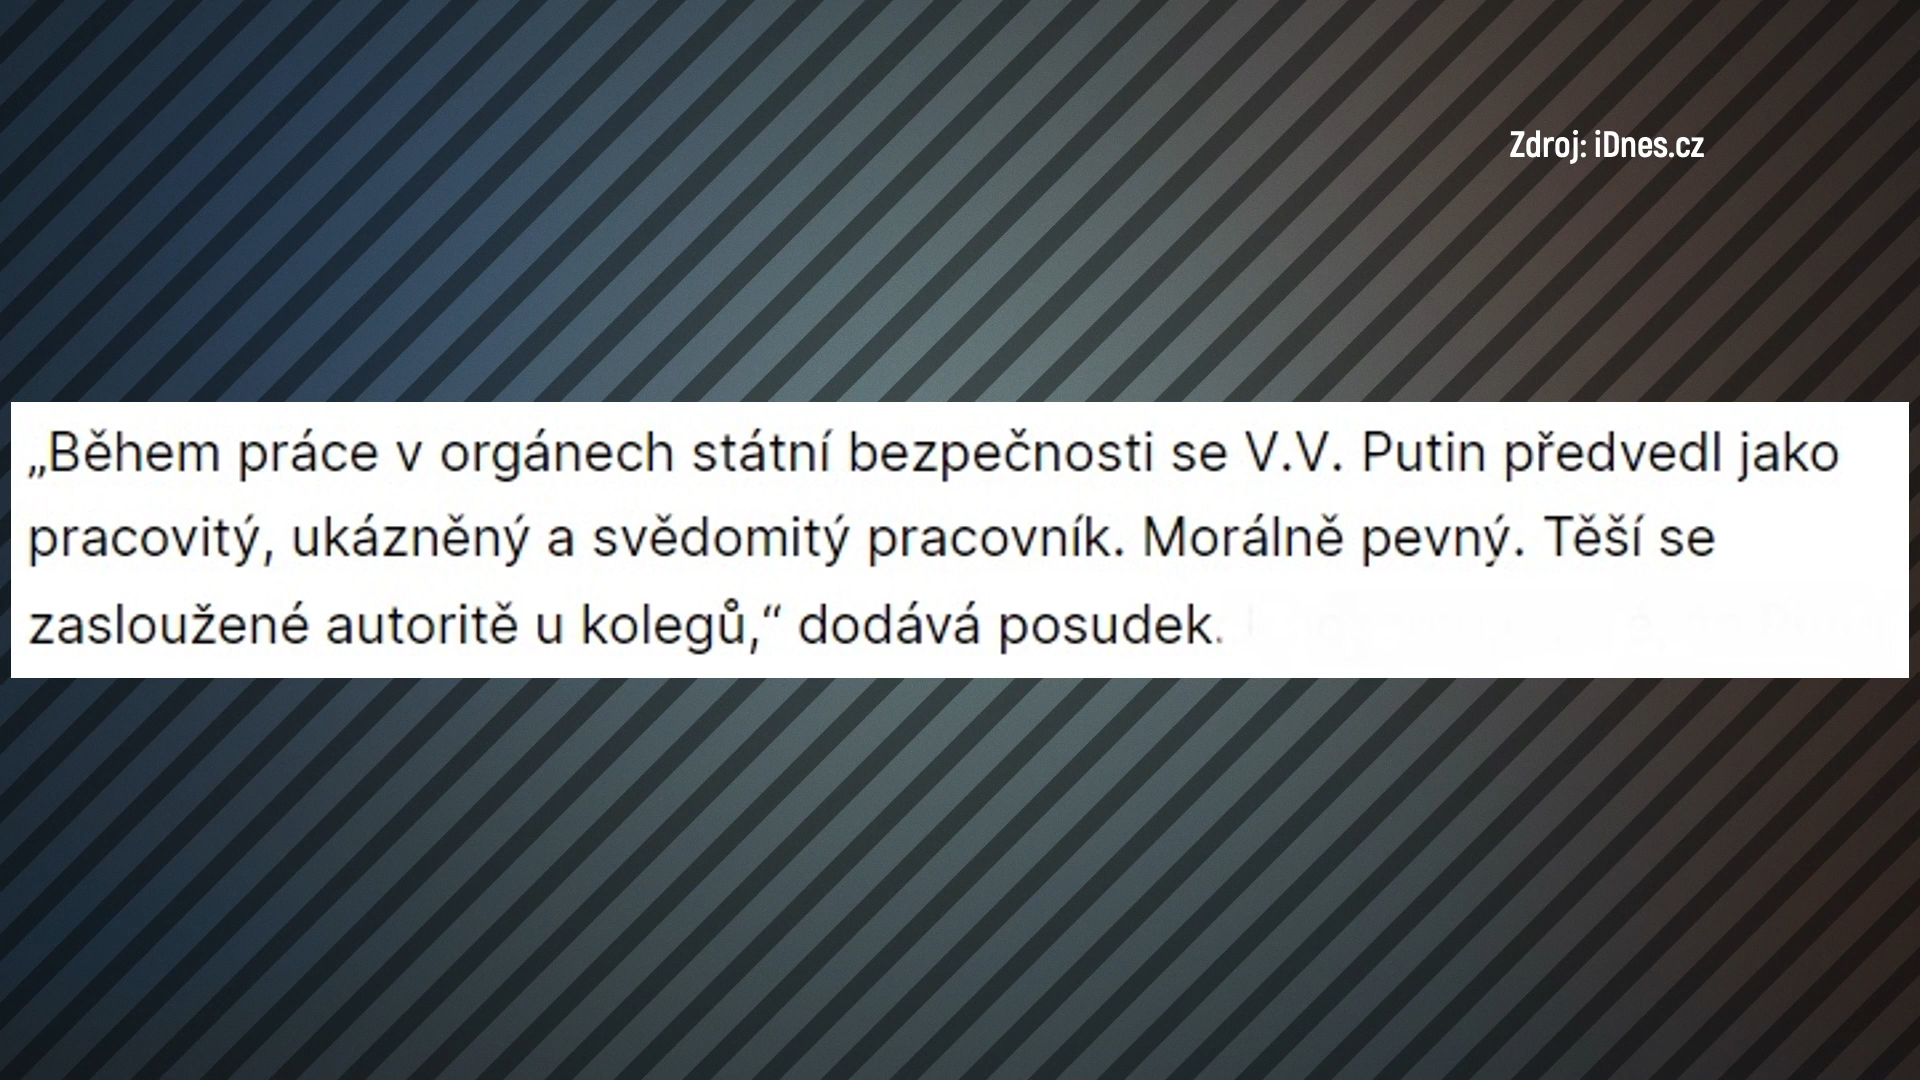 Zdroj: iDnes.cz
„Během práce v orgánech státní bezpečnosti se V.V. Putin předvedl jako
pracovitý, ukázněný a svědomitý pracovník. Morálně pevný. Těší se
zasloužené autoritě u kolegů,“ dodává posudek.